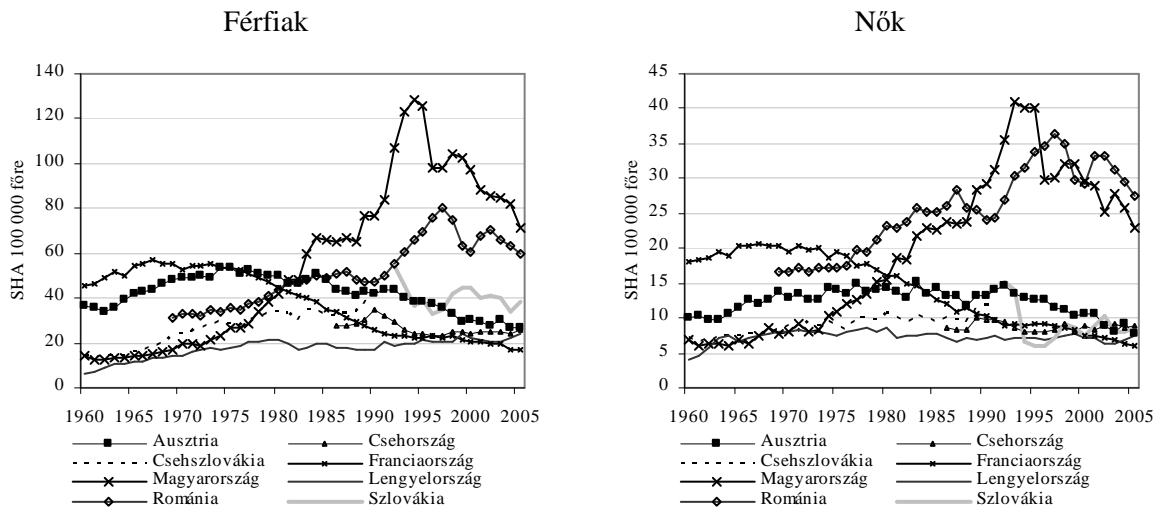 Férfiak
SHA 100 000 főre
140
120
100
80
60
40
20
0
1960 1965 1970 1975 1980 1985 1990 1995 2000 2005
Ausztria Csehország
Csehszlovákia Franciaország
Magyarország Lengyelország
Románia Szlovákia
Nők
SHA 100 000 főre
45
40
35
30
25
20
15
10
5
0
1960 1965 1970 1975 1980 1985 1990 1995 2000 2005
Ausztria Csehország
Csehszlovákia Franciaország
Magyarország Lengyelország
Románia Szlovákia